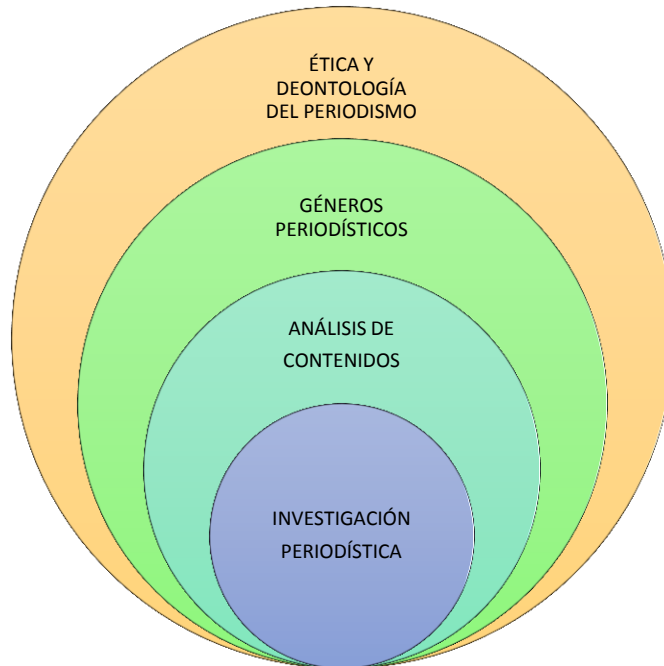 ÉTICA Y
DEONTOLOGÍA
DEL PERIODISMO
GÉNEROS
PERIODÍSTICOS
ANÁLISIS DE
CONTENIDOS
INVESTIGACIÓN
PERIODÍSTICA